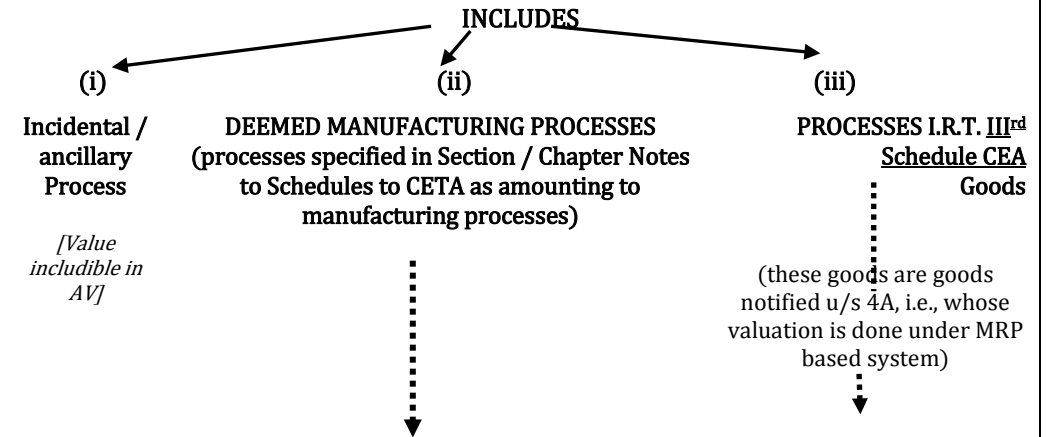 INCLUDES
(i)
Incidental /
ancillary
Process
[Value
includible in
AV]
(ii)
DEEMED MANUFACTURING PROCESSES
(processes specified in Section / Chapter Notes
to Schedules to CETA as amounting to
manufacturing processes)
(iii)
PROCESSES I.R.T. IIIrd
Schedule CEA
Goods
(these goods are goods
notified u/s 4A, i.e., whose
valuation is done under MRP
based system)